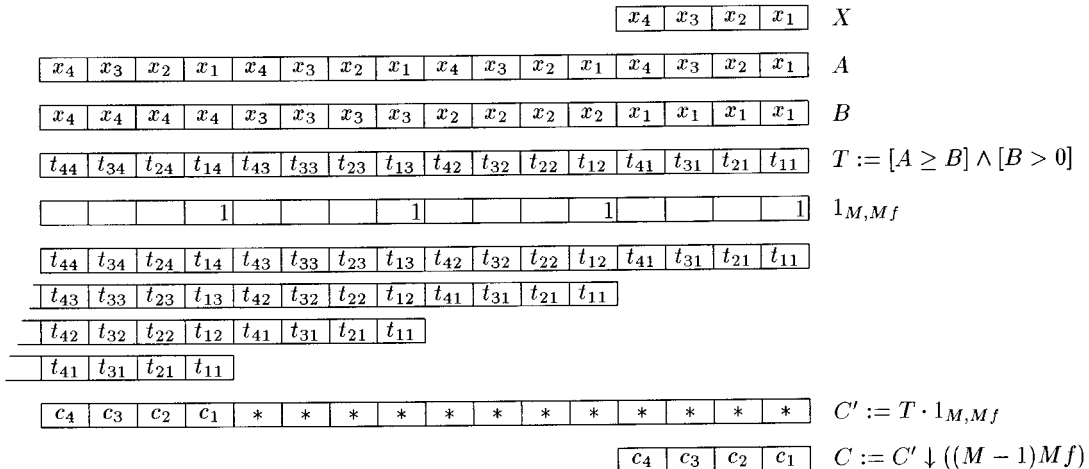 x₄ x₃ x₂ x₁ X
x₄ x₃ x₂ x₁ x₄ x₃ x₂ x₁ x₄ x₃ x₂ x₁ x₄ x₃ x₂ x₁ A
x₄ x₄ x₄ x₄ x₃ x₃ x₃ x₃ x₂ x₂ x₂ x₂ x₁ x₁ x₁ x₁ B
t₄₄ t₃₄ t₂₄ t₁₄ t₄₃ t₃₃ t₂₃ t₁₃ t₄₂ t₃₂ t₂₂ t₁₂ t₄₁ t₃₁ t₂₁ t₁₁ T := [A ≥ B] ∧ [B > 0]
1 1 1 1 1_{M,Mf}
t₄₄ t₃₄ t₂₄ t₁₄ t₄₃ t₃₃ t₂₃ t₁₃ t₄₂ t₃₂ t₂₂ t₁₂ t₄₁ t₃₁ t₂₁ t₁₁
t₄₃ t₃₃ t₂₃ t₁₃ t₄₂ t₃₂ t₂₂ t₁₂ t₄₁ t₃₁ t₂₁ t₁₁
t₄₂ t₃₂ t₂₂ t₁₂ t₄₁ t₃₁ t₂₁ t₁₁
t₄₁ t₃₁ t₂₁ t₁₁
c₄ c₃ c₂ c₁ * * * * * * * * * * * * C' := T · 1_{M,Mf}
c₄ c₃ c₂ c₁ C := C' ↓ ((M − 1)Mf)